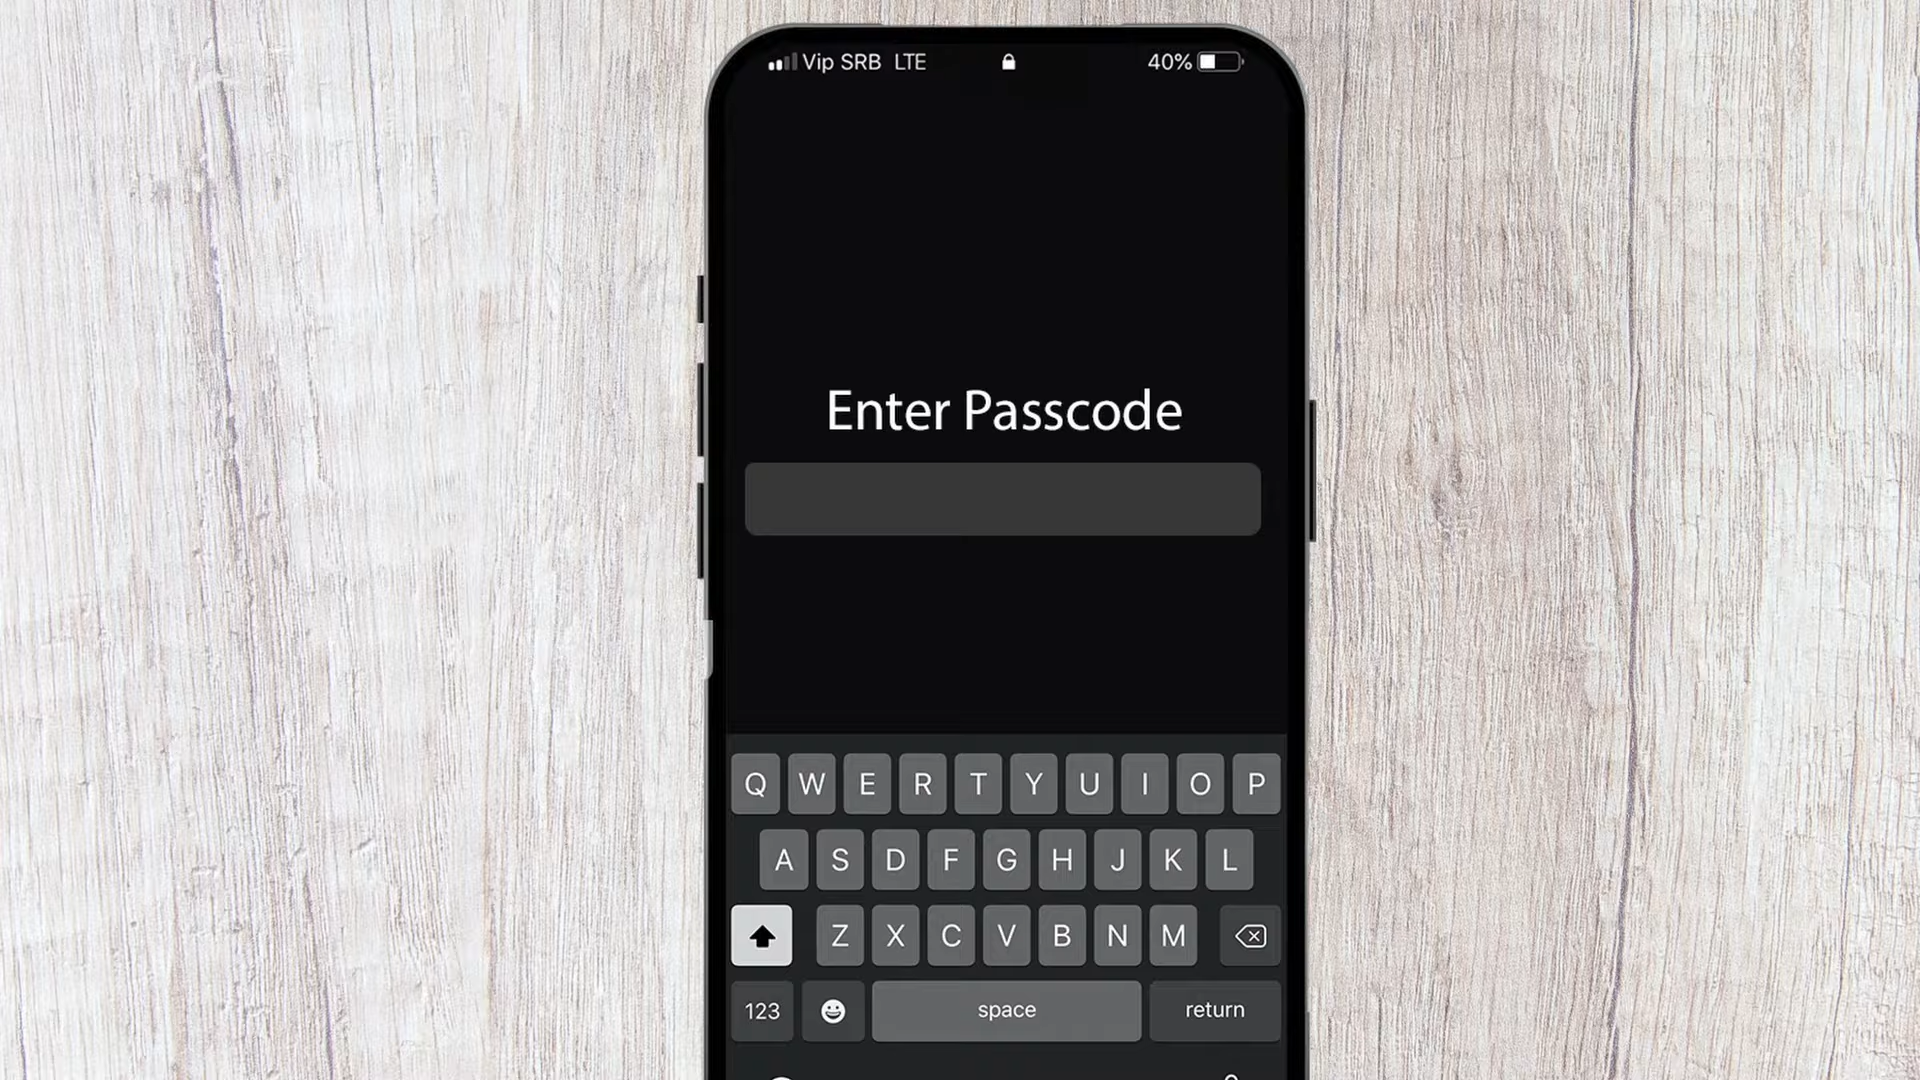 Vip SRB LTE 40%
Enter Passcode
Q W E R T Y U I O P
A S D F G H J K L
Z X C V B N M
123 space return